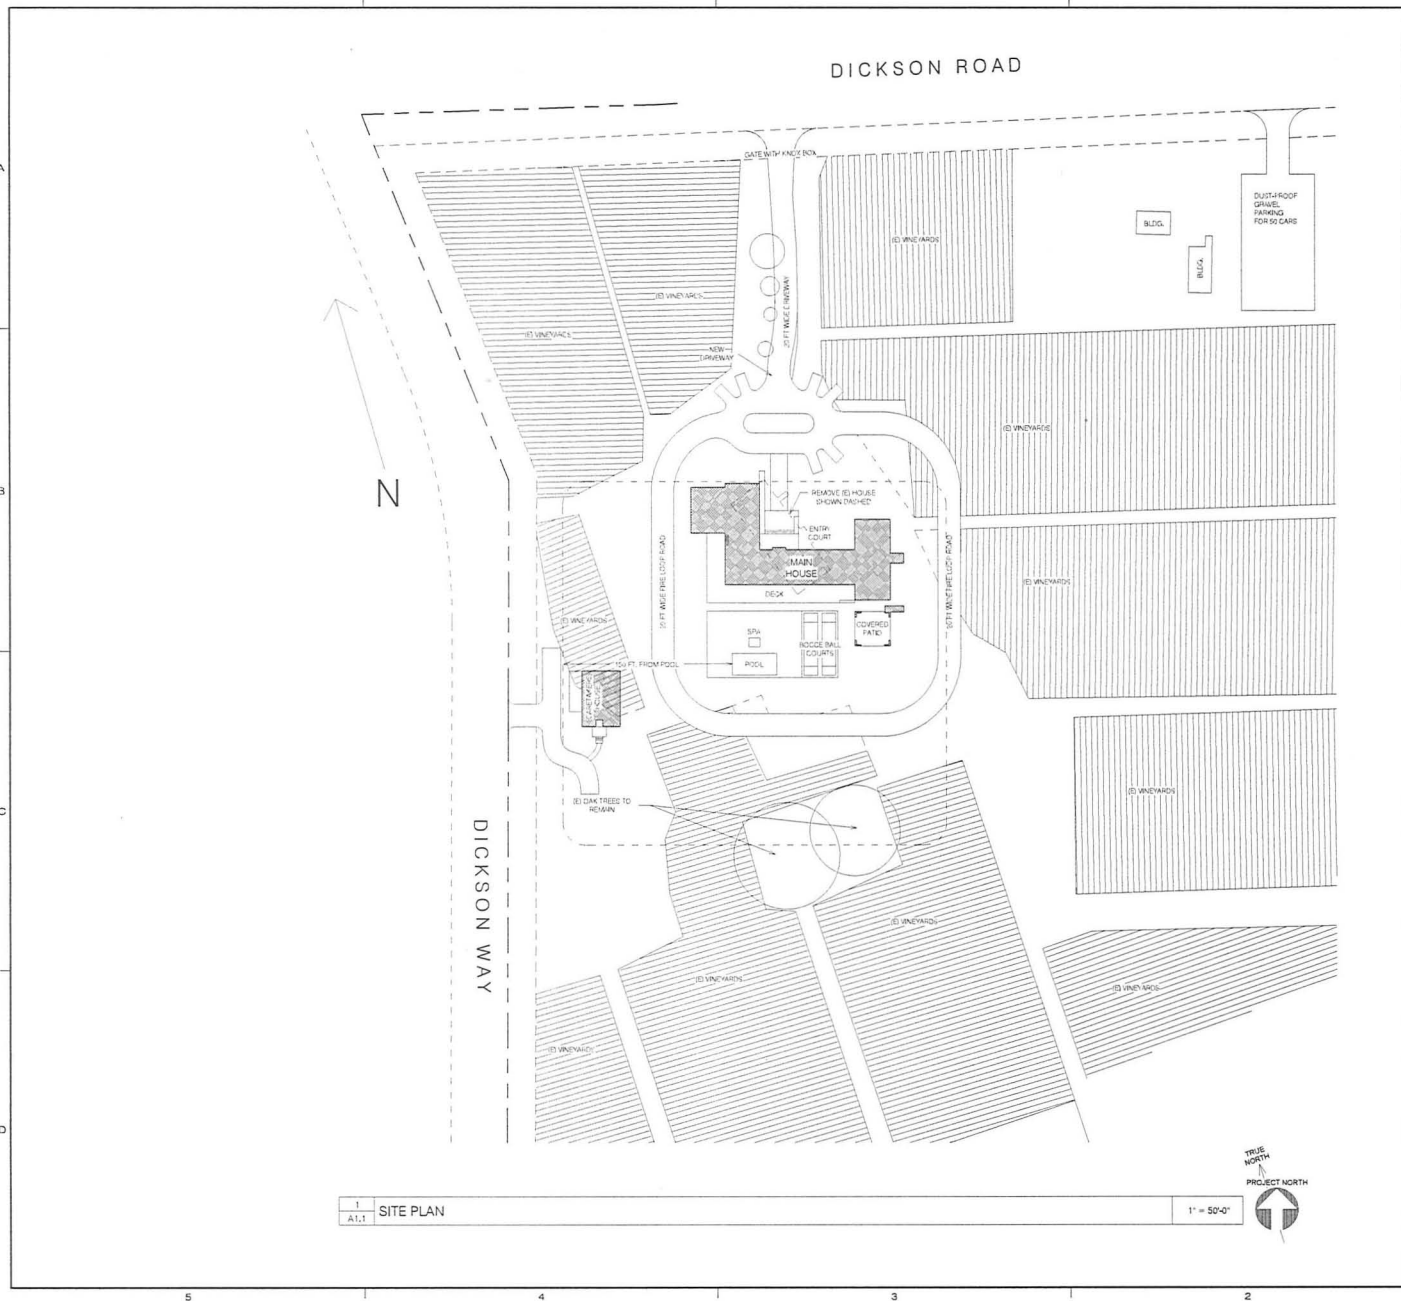 DICKSON ROAD
GATE WITH KNOX BOX
DUST-PROOF
GRAVEL
PARKING
FOR 50 CARS
BLDG.
BLDG.
(E) VINEYARDS
(E) VINEYARDS
(E) VINEYARDS
20 FT WIDE DRIVEWAY
NEW
DRIVEWAY
(E) VINEYARDS
N
REMOVE (E) HOUSE
SHOWN DASHED
ENTRY
COURT
MAIN
HOUSE
DECK
20 FT WIDE FIRE LOOP ROAD
20 FT WIDE FIRE LOOP ROAD
(E) VINEYARDS
(E) VINEYARDS
SPA
POOL
BOCCE BALL
COURTS
COVERED
PATIO
150 FT. FROM POOL
CARETAKERS
HOUSE
(E) OAK TREES TO
REMAIN
(E) VINEYARDS
DICKSON WAY
(E) VINEYARDS
(E) VINEYARDS
(E) VINEYARDS
(E) VINEYARDS
TRUE
NORTH
PROJECT NORTH
1
A1.1
SITE PLAN
1" = 50'-0"
A
B
C
D
5
4
3
2